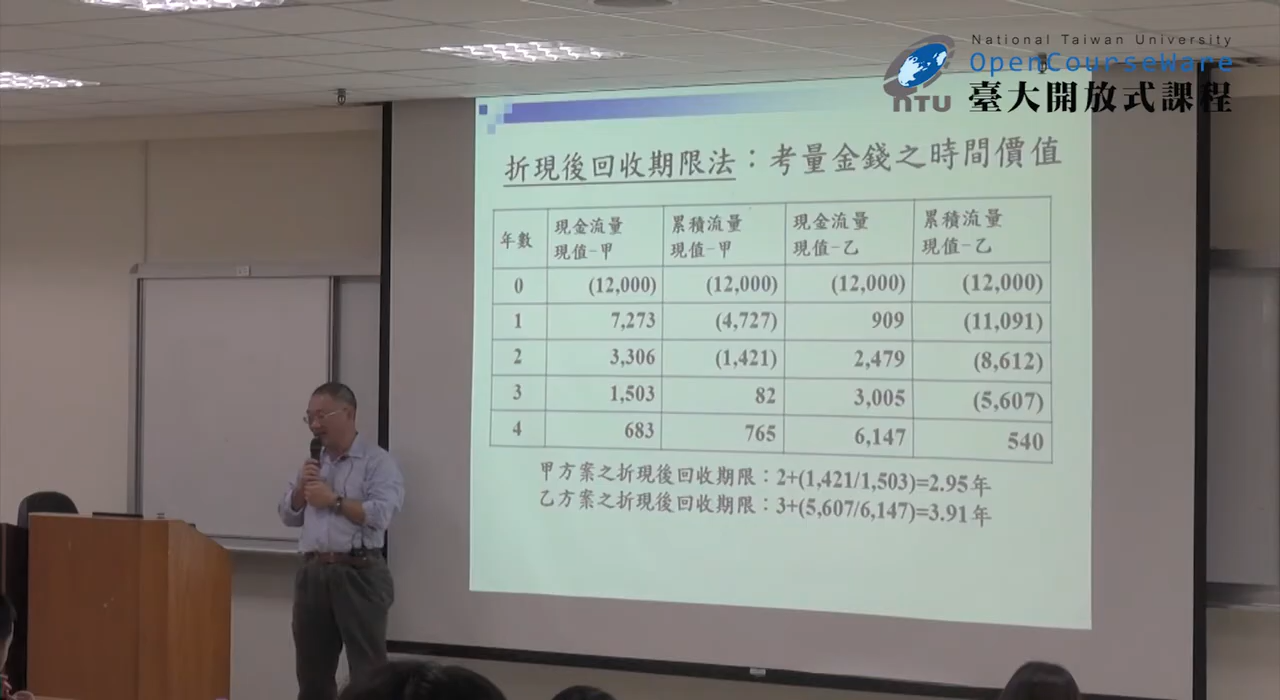 National Taiwan University
OpenCourseWare
NTU 臺大開放式課程
折現後回收期限法：考量金錢之時間價值
年數 現金流量現值-甲 累積流量現值-甲 現金流量現值-乙 累積流量現值-乙
0 (12,000) (12,000) (12,000) (12,000)
1 7,273 (4,727) 909 (11,091)
2 3,306 (1,421) 2,479 (8,612)
3 1,503 82 3,005 (5,607)
4 683 765 6,147 540
甲方案之折現後回收期限：2+(1,421/1,503)=2.95年
乙方案之折現後回收期限：3+(5,607/6,147)=3.91年